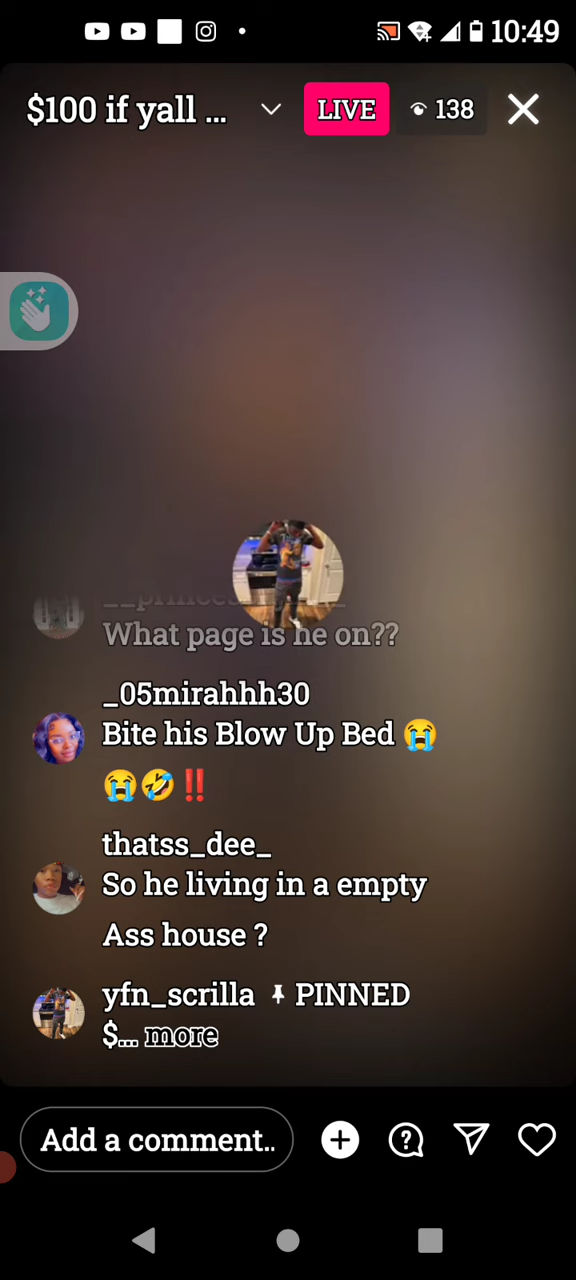 10:49
$100 if yall ...
LIVE
138
What page is he on??
_05mirahhh30
Bite his Blow Up Bed 😭
😭🤣‼️
thatss_dee_
So he living in a empty
Ass house ?
yfn_scrilla 📌 PINNED
$... more
Add a comment..